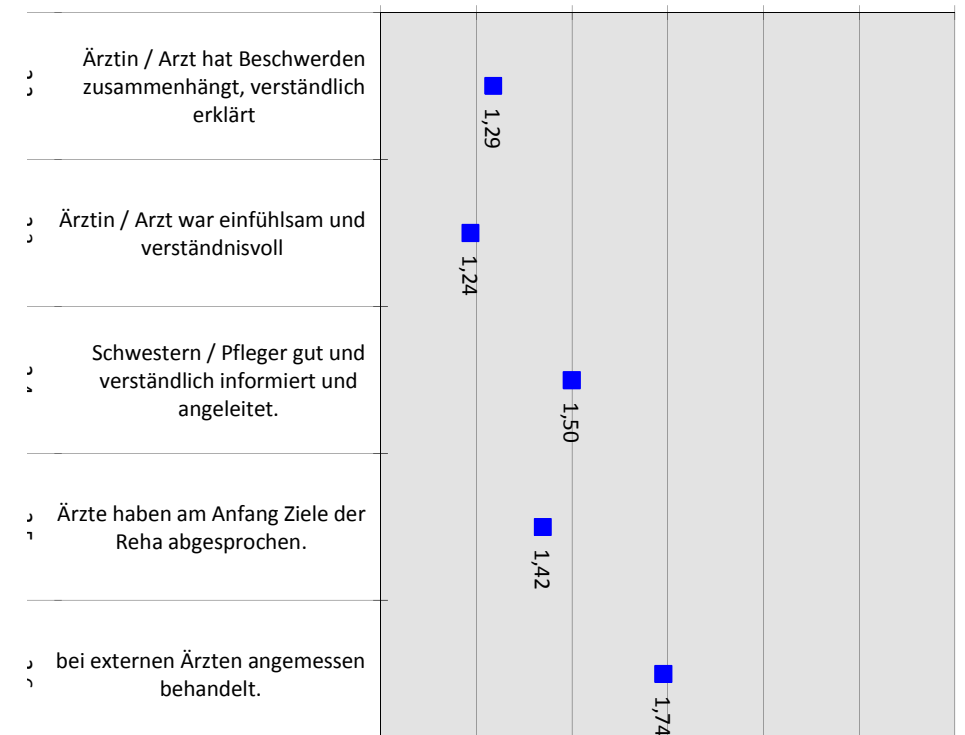 Ärztin / Arzt hat Beschwerden
zusammenhängt, verständlich
erklärt
1,29
Ärztin / Arzt war einfühlsam und
verständnisvoll
1,24
Schwestern / Pfleger gut und
verständlich informiert und
angeleitet.
1,50
Ärzte haben am Anfang Ziele der
Reha abgesprochen.
1,42
bei externen Ärzten angemessen
behandelt.
1,74